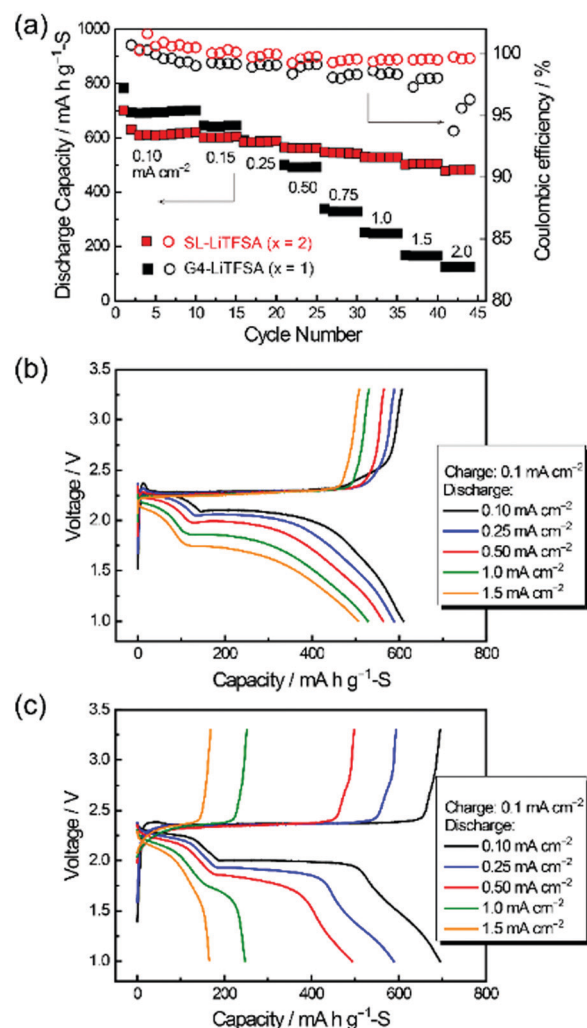 (a)
1000
800
600
400
200
0
Discharge Capacity / mA h g⁻¹-S
100
95
90
85
80
Coulombic efficiency / %
0.10
mA cm⁻²
0.15
0.25
0.50
0.75
1.0
1.5
2.0
SL-LiTFSA (x = 2)
G4-LiTFSA (x = 1)
0 5 10 15 20 25 30 35 40 45
Cycle Number
(b)
3.5
3.0
2.5
2.0
1.5
1.0
Voltage / V
Charge: 0.1 mA cm⁻²
Discharge:
0.10 mA cm⁻²
0.25 mA cm⁻²
0.50 mA cm⁻²
1.0 mA cm⁻²
1.5 mA cm⁻²
0 200 400 600 800
Capacity / mA h g⁻¹-S
(c)
3.5
3.0
2.5
2.0
1.5
1.0
Voltage / V
Charge: 0.1 mA cm⁻²
Discharge:
0.10 mA cm⁻²
0.25 mA cm⁻²
0.50 mA cm⁻²
1.0 mA cm⁻²
1.5 mA cm⁻²
0 200 400 600 800
Capacity / mA h g⁻¹-S